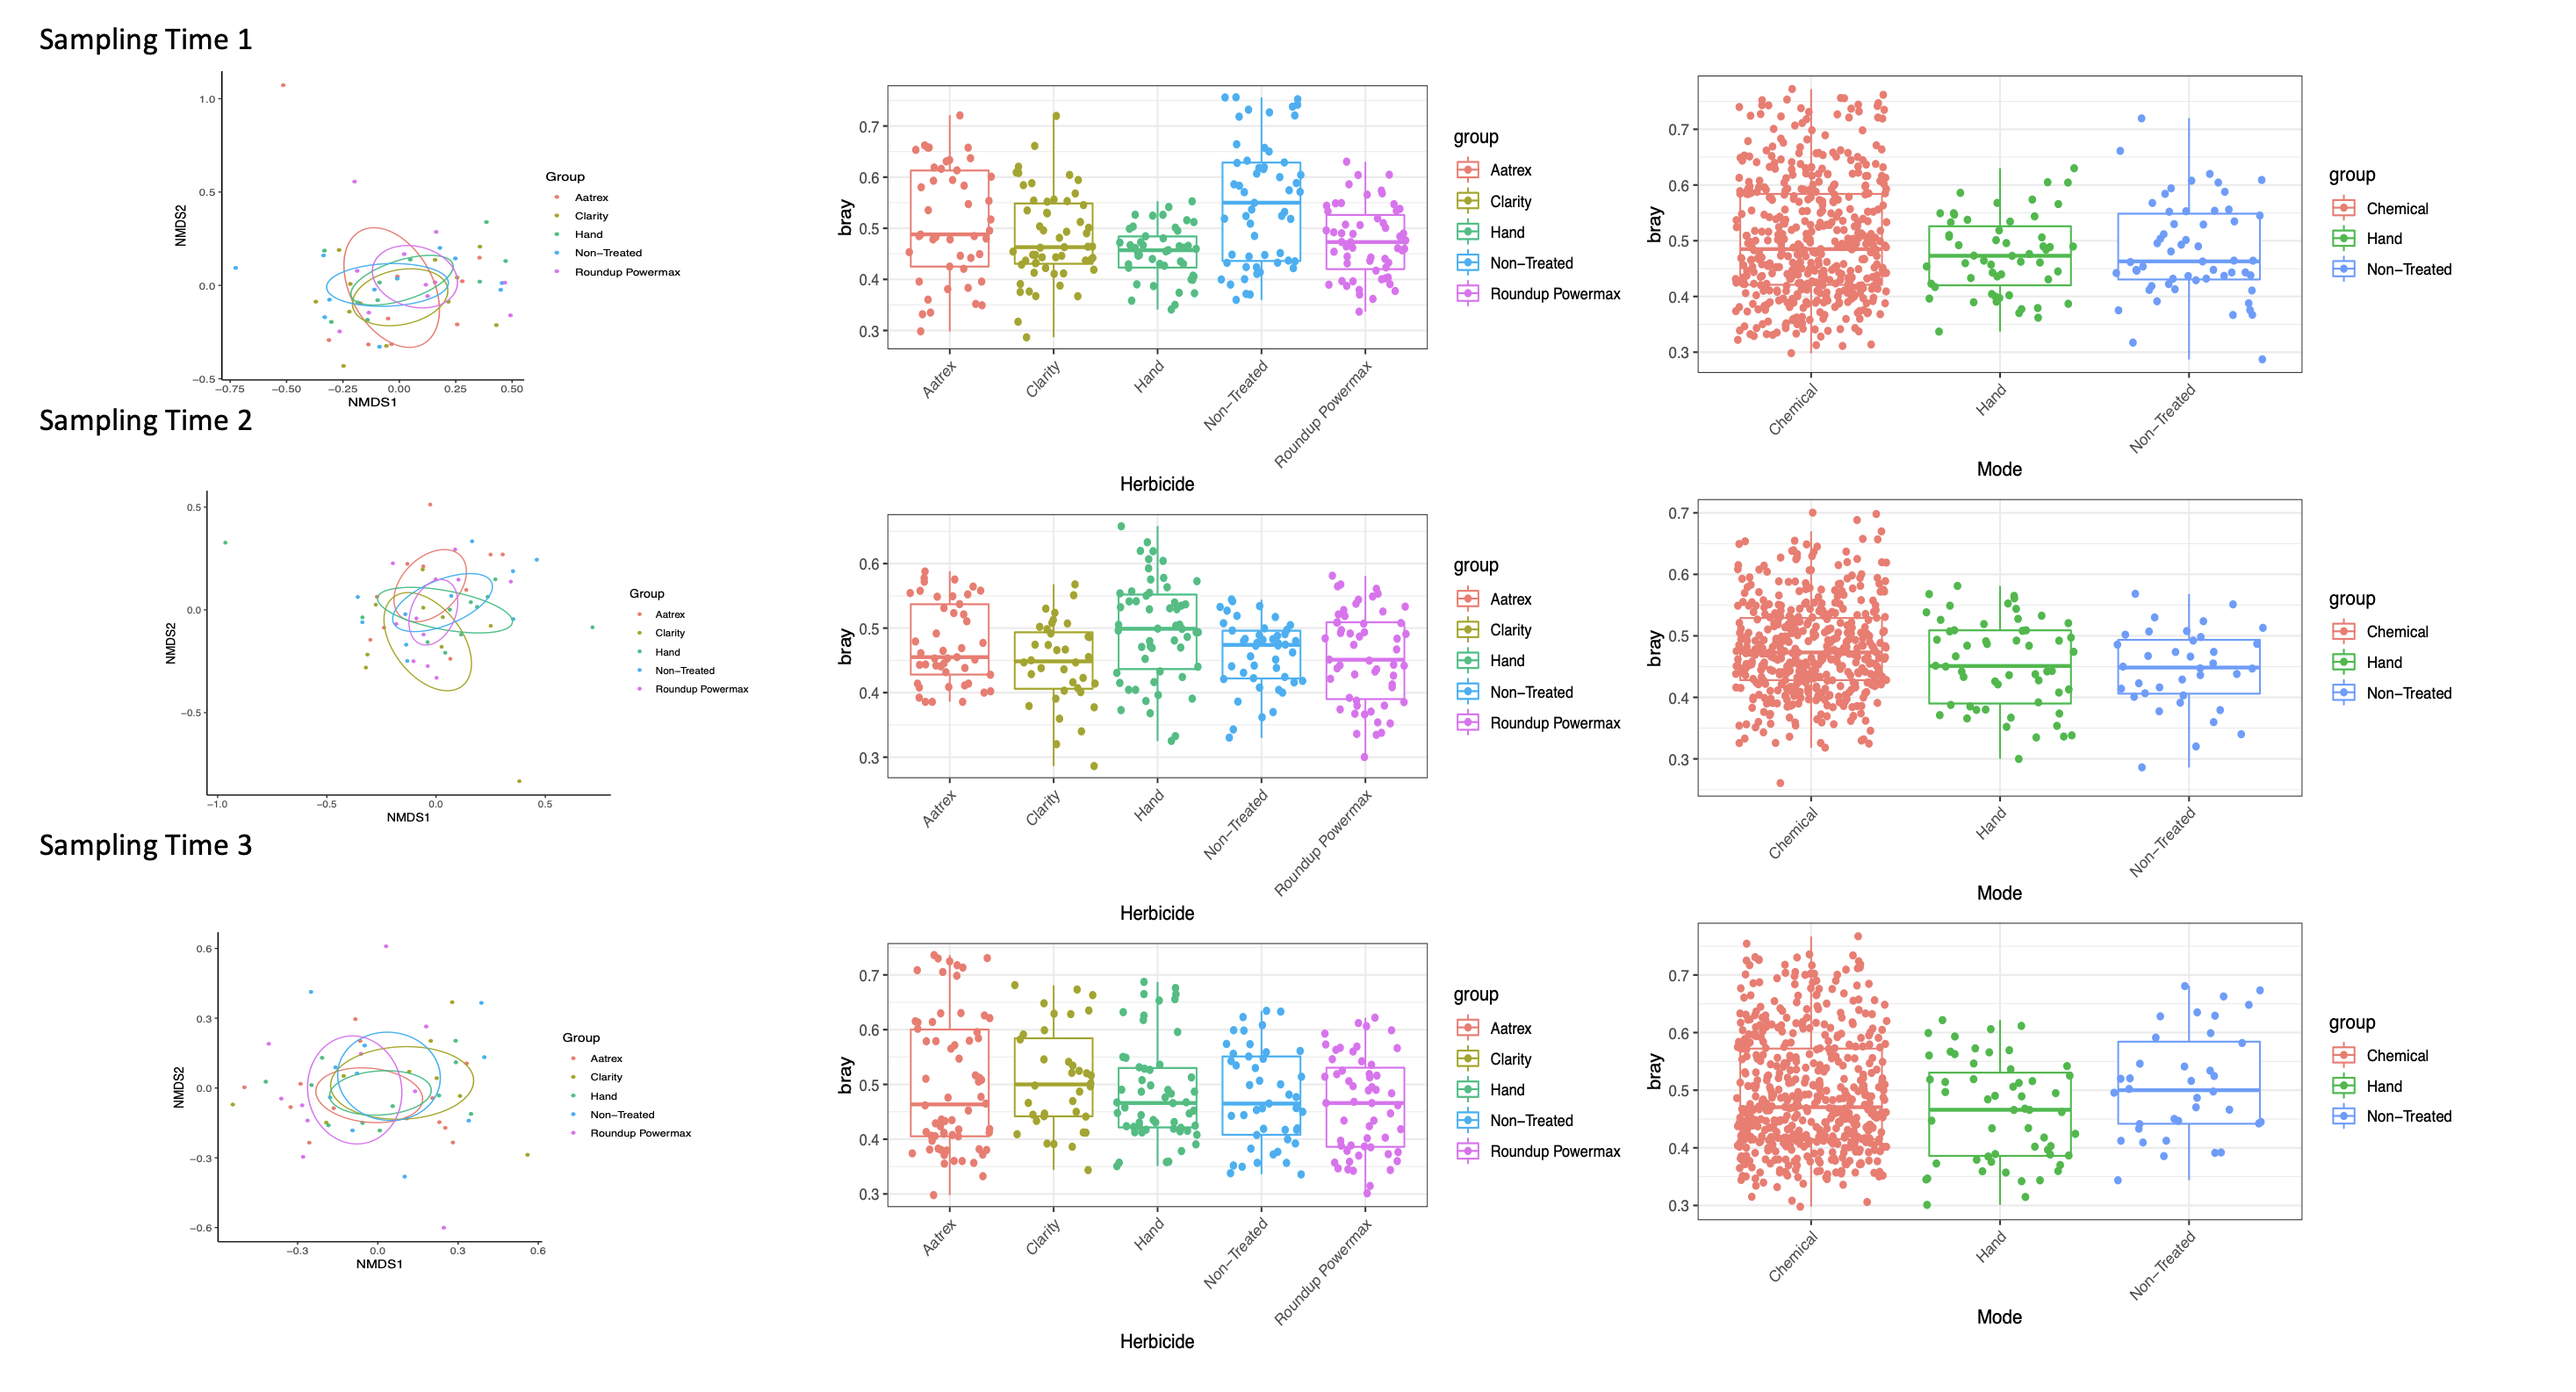 Sampling Time 1
1.0
0.5
0.0
−0.5
NMDS2
−0.75 −0.50 −0.25 0.00 0.25 0.50
NMDS1
Group
Aatrex
Clarity
Hand
Non−Treated
Roundup Powermax
0.7
0.6
0.5
0.4
0.3
bray
Aatrex Clarity Hand Non−Treated Roundup Powermax
Herbicide
group
Aatrex
Clarity
Hand
Non−Treated
Roundup Powermax
0.7
0.6
0.5
0.4
0.3
bray
Chemical Hand Non−Treated
Mode
group
Chemical
Hand
Non−Treated
Sampling Time 2
0.5
0.0
−0.5
NMDS2
−1.0 −0.5 0.0 0.5
NMDS1
Group
Aatrex
Clarity
Hand
Non−Treated
Roundup Powermax
0.6
0.5
0.4
0.3
bray
Aatrex Clarity Hand Non−Treated Roundup Powermax
Herbicide
group
Aatrex
Clarity
Hand
Non−Treated
Roundup Powermax
0.7
0.6
0.5
0.4
0.3
bray
Chemical Hand Non−Treated
Mode
group
Chemical
Hand
Non−Treated
Sampling Time 3
0.6
0.3
0.0
−0.3
−0.6
NMDS2
−0.3 0.0 0.3 0.6
NMDS1
Group
Aatrex
Clarity
Hand
Non−Treated
Roundup Powermax
0.7
0.6
0.5
0.4
0.3
bray
Aatrex Clarity Hand Non−Treated Roundup Powermax
Herbicide
group
Aatrex
Clarity
Hand
Non−Treated
Roundup Powermax
0.7
0.6
0.5
0.4
0.3
bray
Chemical Hand Non−Treated
Mode
group
Chemical
Hand
Non−Treated